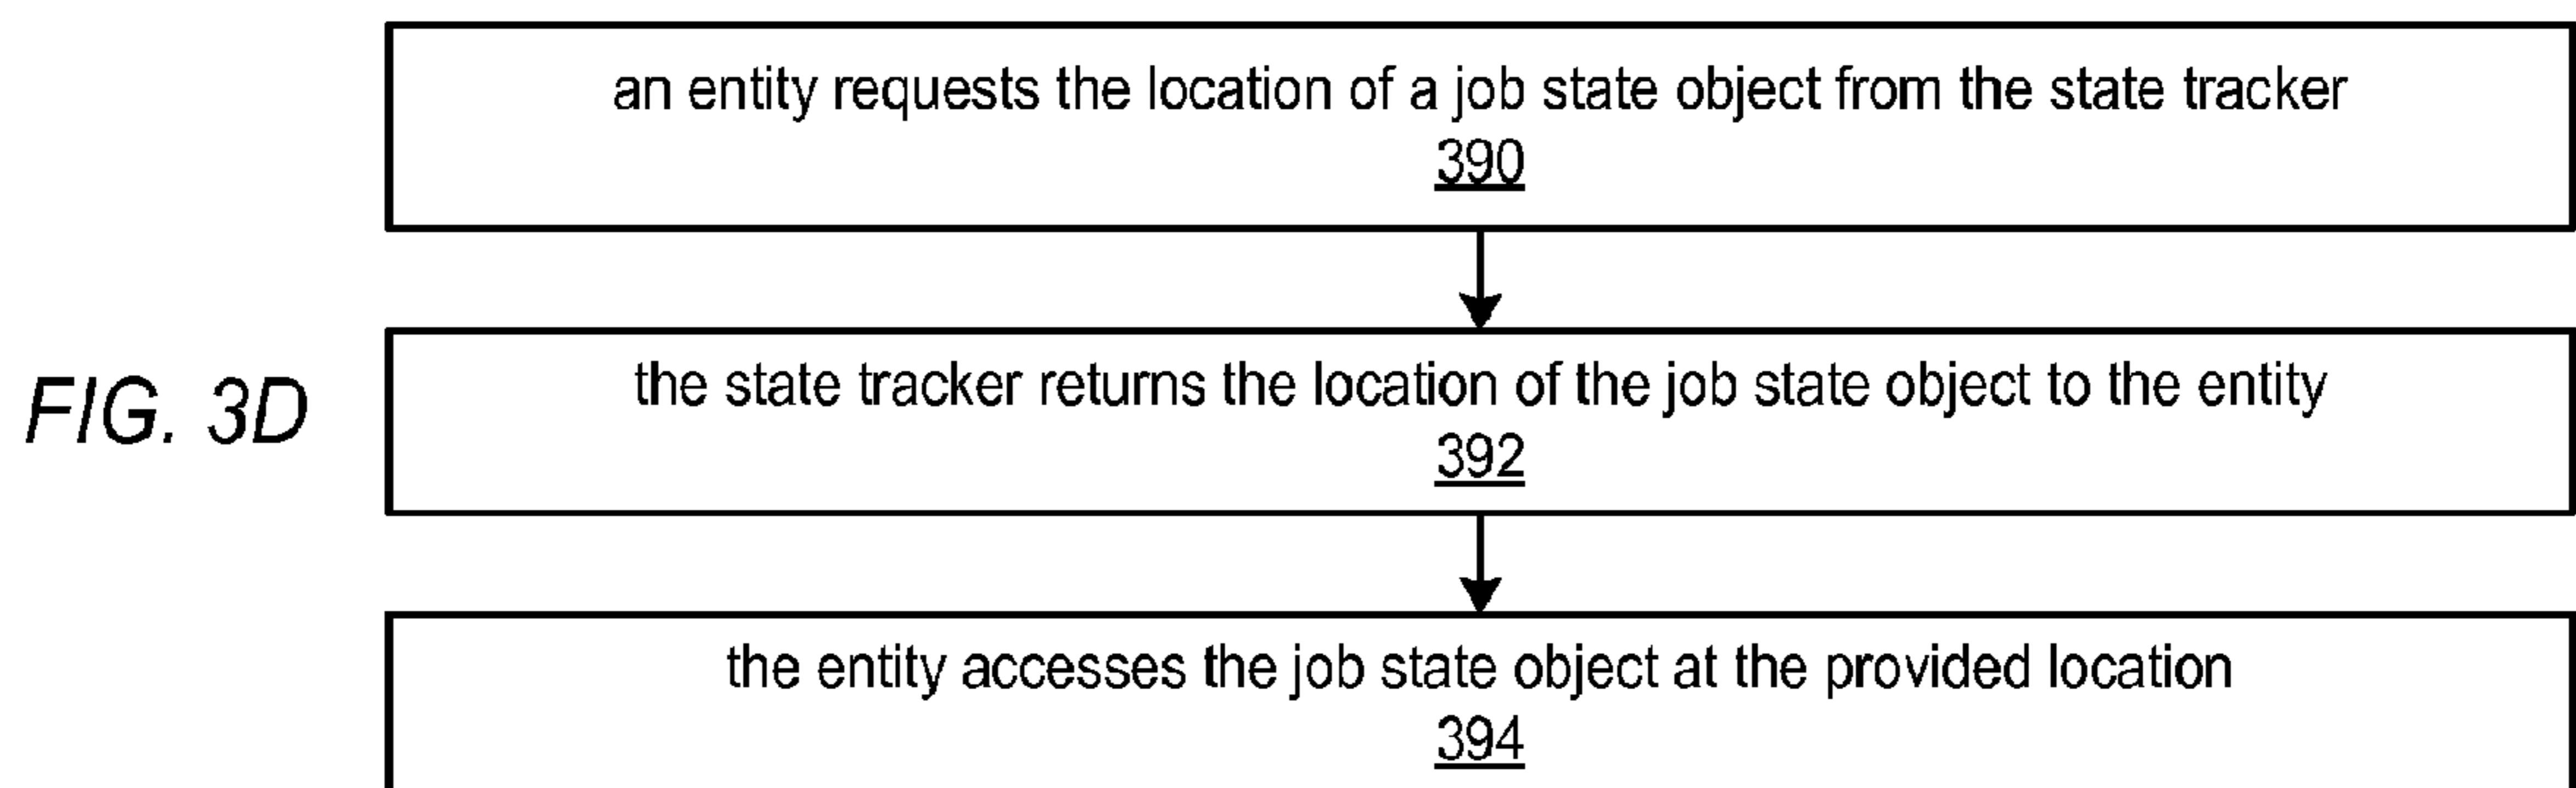 an entity requests the location of a job state object from the state tracker
390
FIG. 3D
the state tracker returns the location of the job state object to the entity
392
the entity accesses the job state object at the provided location
394